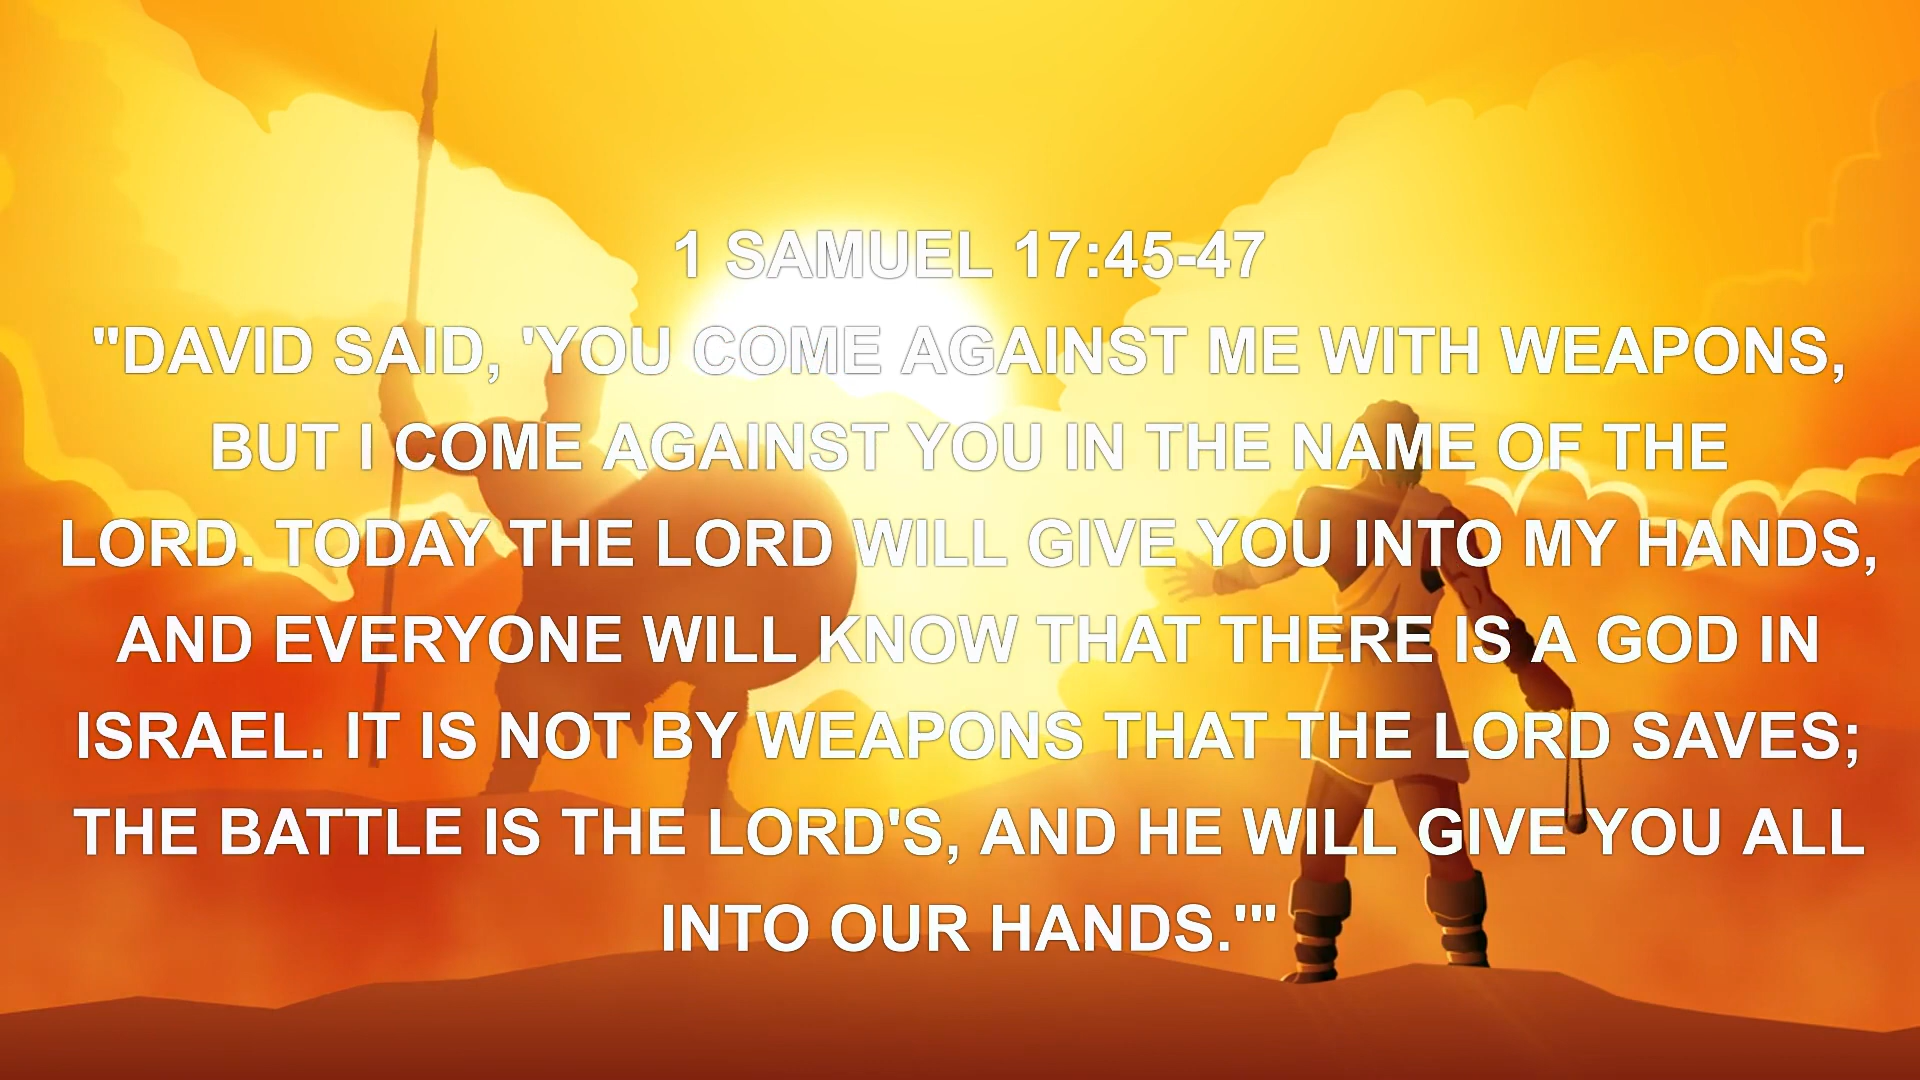 1 SAMUEL 17:45-47
"DAVID SAID, 'YOU COME AGAINST ME WITH WEAPONS,
BUT I COME AGAINST YOU IN THE NAME OF THE
LORD. TODAY THE LORD WILL GIVE YOU INTO MY HANDS,
AND EVERYONE WILL KNOW THAT THERE IS A GOD IN
ISRAEL. IT IS NOT BY WEAPONS THAT THE LORD SAVES;
THE BATTLE IS THE LORD'S, AND HE WILL GIVE YOU ALL
INTO OUR HANDS.'"